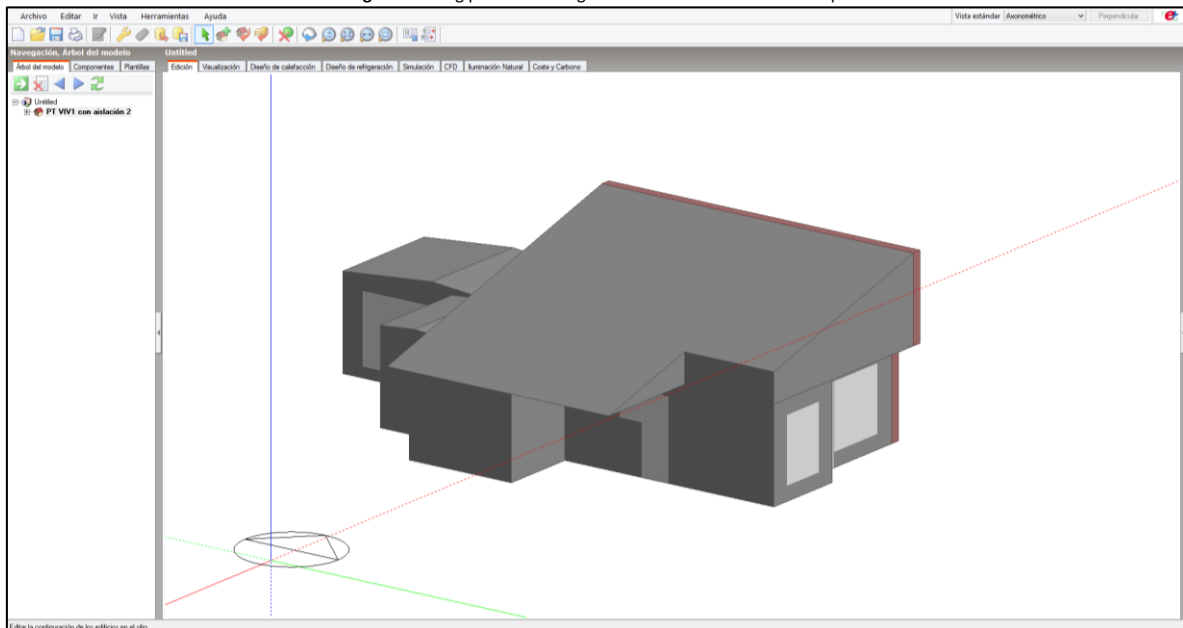 Archivo Editar Ir Vista Herramientas Ayuda
Vista estándar Axonométrico Perpendicular
Navegación, Árbol del modelo
Untitled
Árbol del modelo Componentes Plantillas
Edición Visualización Diseño de calefacción Diseño de refrigeración Simulación CFD Iluminación Natural Coste y Carbono
Untitled
PT VIV1 con aislación 2
Editar la configuración de los edificios en el sitio